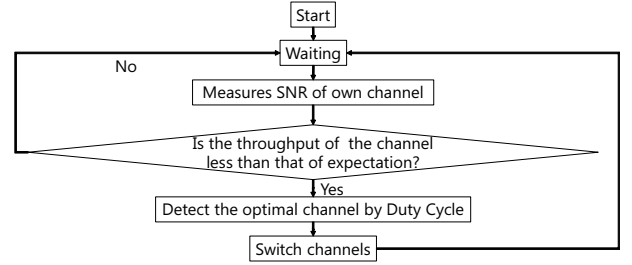 Start
Waiting
No
Measures SNR of own channel
Is the throughput of the channel
less than that of expectation?
Yes
Detect the optimal channel by Duty Cycle
Switch channels